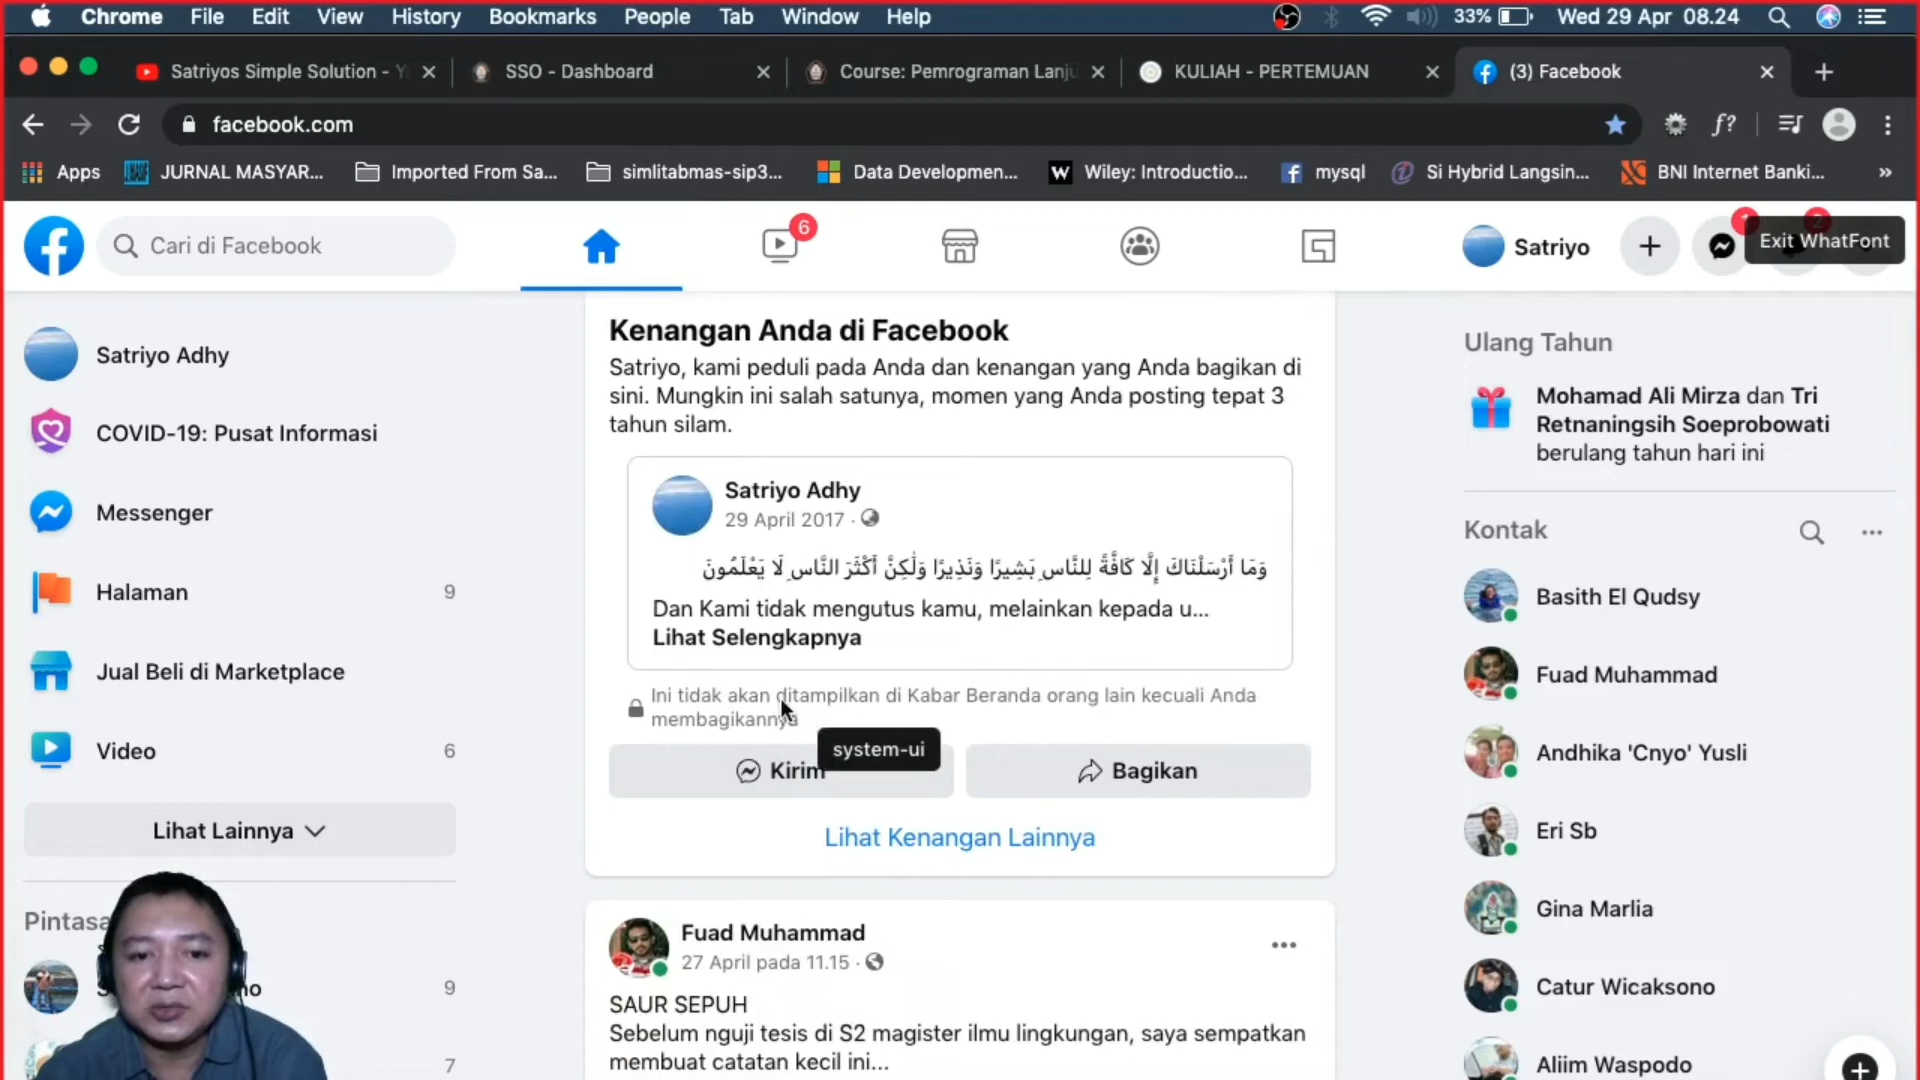 Chrome File Edit View History Bookmarks People Tab Window Help 33% Wed 29 Apr 08.24
Satriyos Simple Solution - Y
SSO - Dashboard
Course: Pemrograman Lanju
KULIAH - PERTEMUAN
(3) Facebook
facebook.com
f?
Apps
JURNAL MASYAR...
Imported From Sa...
simlitabmas-sip3...
Data Developmen...
Wiley: Introductio...
mysql
Si Hybrid Langsin...
BNI Internet Banki...
Cari di Facebook
6
Satriyo
1
2
Exit WhatFont
Satriyo Adhy
COVID-19: Pusat Informasi
Messenger
Halaman 9
Jual Beli di Marketplace
Video 6
Lihat Lainnya
9
7
Kenangan Anda di Facebook
Satriyo, kami peduli pada Anda dan kenangan yang Anda bagikan di
sini. Mungkin ini salah satunya, momen yang Anda posting tepat 3
tahun silam.
Satriyo Adhy
29 April 2017
وَمَا أَرْسَلْنَاكَ إِلَّا كَافَّةً لِلنَّاسِ بَشِيرًا وَنَذِيرًا وَلَٰكِنَّ أَكْثَرَ النَّاسِ لَا يَعْلَمُونَ
Dan Kami tidak mengutus kamu, melainkan kepada u...
Lihat Selengkapnya
Ini tidak akan ditampilkan di Kabar Beranda orang lain kecuali Anda
membagikannya
system-ui
Kirim
Bagikan
Lihat Kenangan Lainnya
Fuad Muhammad
27 April pada 11.15
SAUR SEPUH
Sebelum nguji tesis di S2 magister ilmu lingkungan, saya sempatkan
membuat catatan kecil ini...
Ulang Tahun
Mohamad Ali Mirza dan Tri
Retnaningsih Soeprobowati
berulang tahun hari ini
Kontak
Basith El Qudsy
Fuad Muhammad
Andhika 'Cnyo' Yusli
Eri Sb
Gina Marlia
Catur Wicaksono
Aliim Waspodo